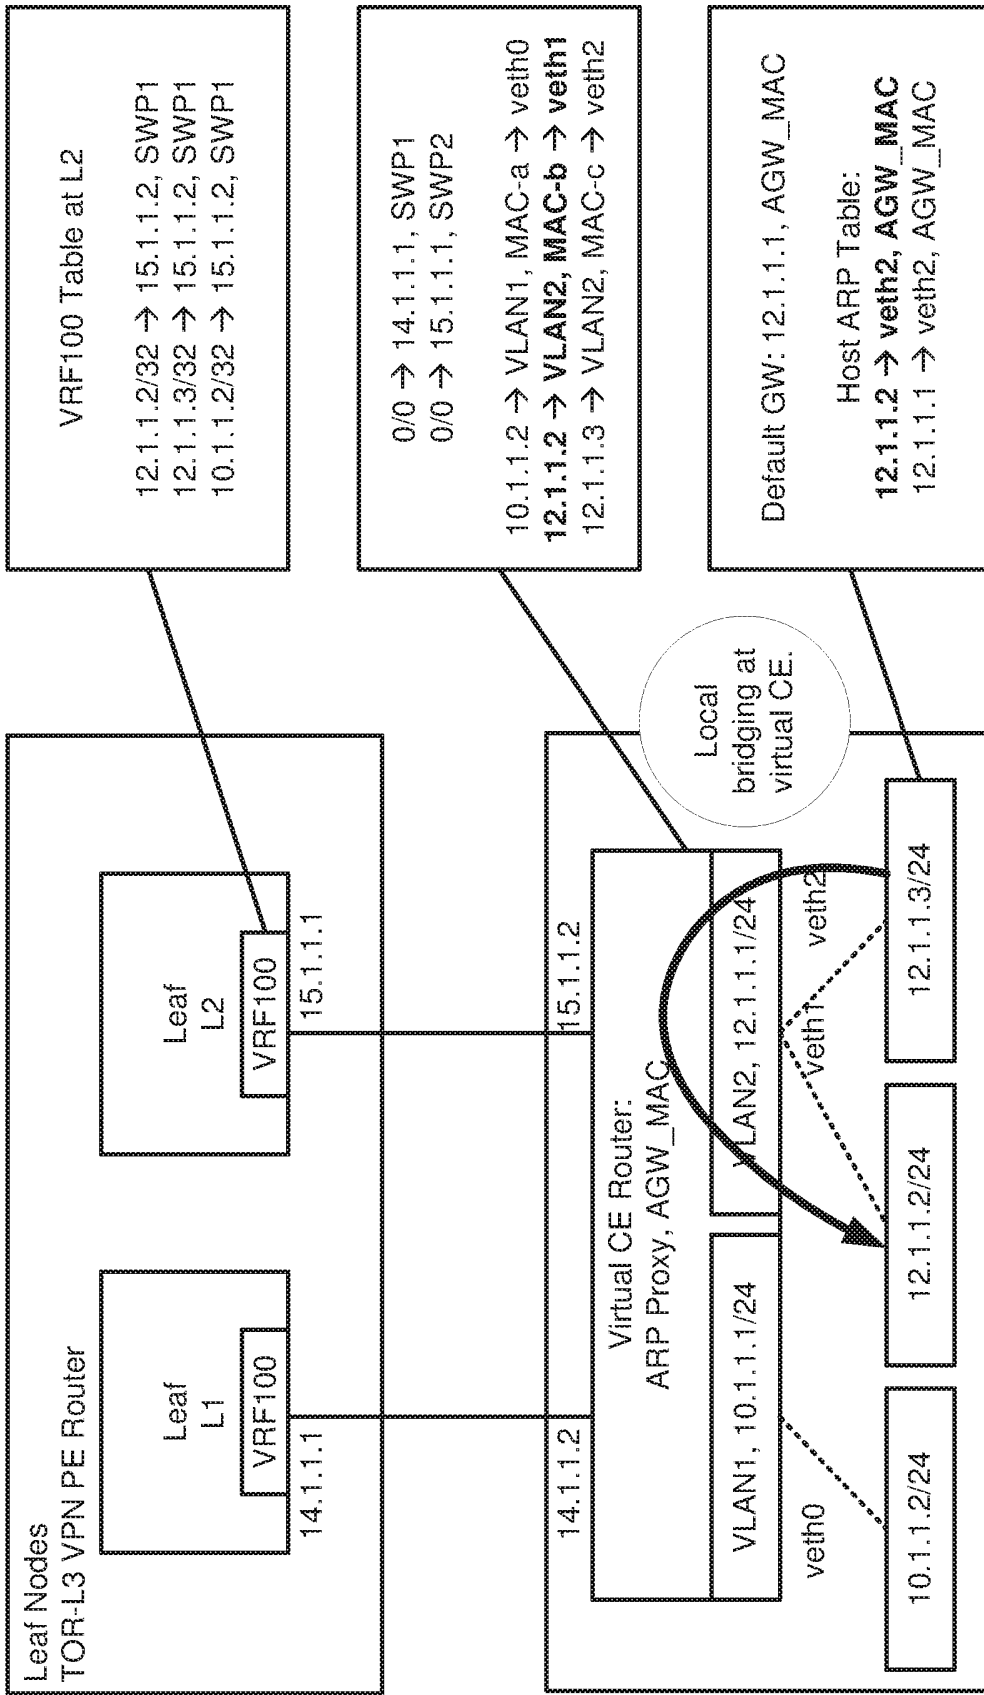 Leaf Nodes
TOR-L3 VPN PE Router
Leaf
L1
VRF100
14.1.1.1
Leaf
L2
VRF100
15.1.1.1
VRF100 Table at L2
12.1.1.2/32 → 15.1.1.2, SWP1
12.1.1.3/32 → 15.1.1.2, SWP1
10.1.1.2/32 → 15.1.1.2, SWP1
14.1.1.2
15.1.1.2
Virtual CE Router:
ARP Proxy, AGW_MAC
VLAN1, 10.1.1.1/24
VLAN2, 12.1.1.1/24
veth0
veth1
veth2
10.1.1.2/24
12.1.1.2/24
12.1.1.3/24
Local
bridging at
virtual CE.
0/0 → 14.1.1.1, SWP1
0/0 → 15.1.1.1, SWP2
10.1.1.2 → VLAN1, MAC-a → veth0
12.1.1.2 → VLAN2, MAC-b → veth1
12.1.1.3 → VLAN2, MAC-c → veth2
Default GW: 12.1.1.1, AGW_MAC
Host ARP Table:
12.1.1.2 → veth2, AGW_MAC
12.1.1.1 → veth2, AGW_MAC